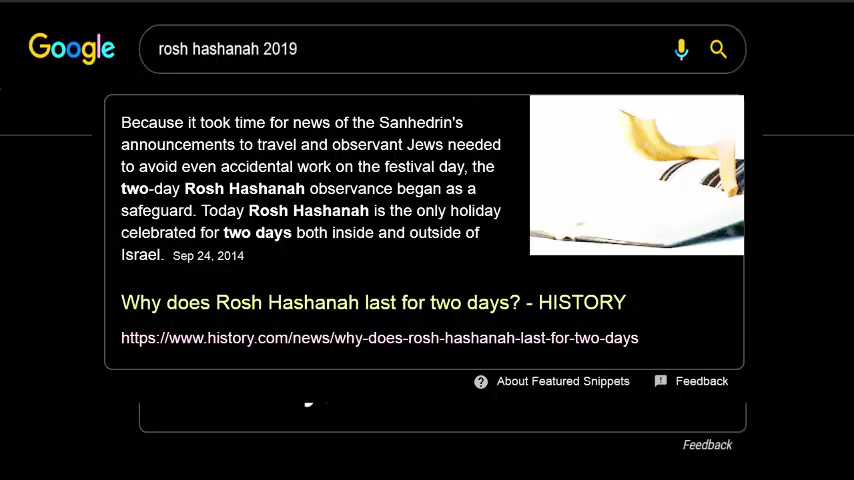 Google
rosh hashanah 2019
Because it took time for news of the Sanhedrin's
announcements to travel and observant Jews needed
to avoid even accidental work on the festival day, the
two-day Rosh Hashanah observance began as a
safeguard. Today Rosh Hashanah is the only holiday
celebrated for two days both inside and outside of
Israel. Sep 24, 2014
Why does Rosh Hashanah last for two days? - HISTORY
https://www.history.com/news/why-does-rosh-hashanah-last-for-two-days
About Featured Snippets Feedback
Feedback